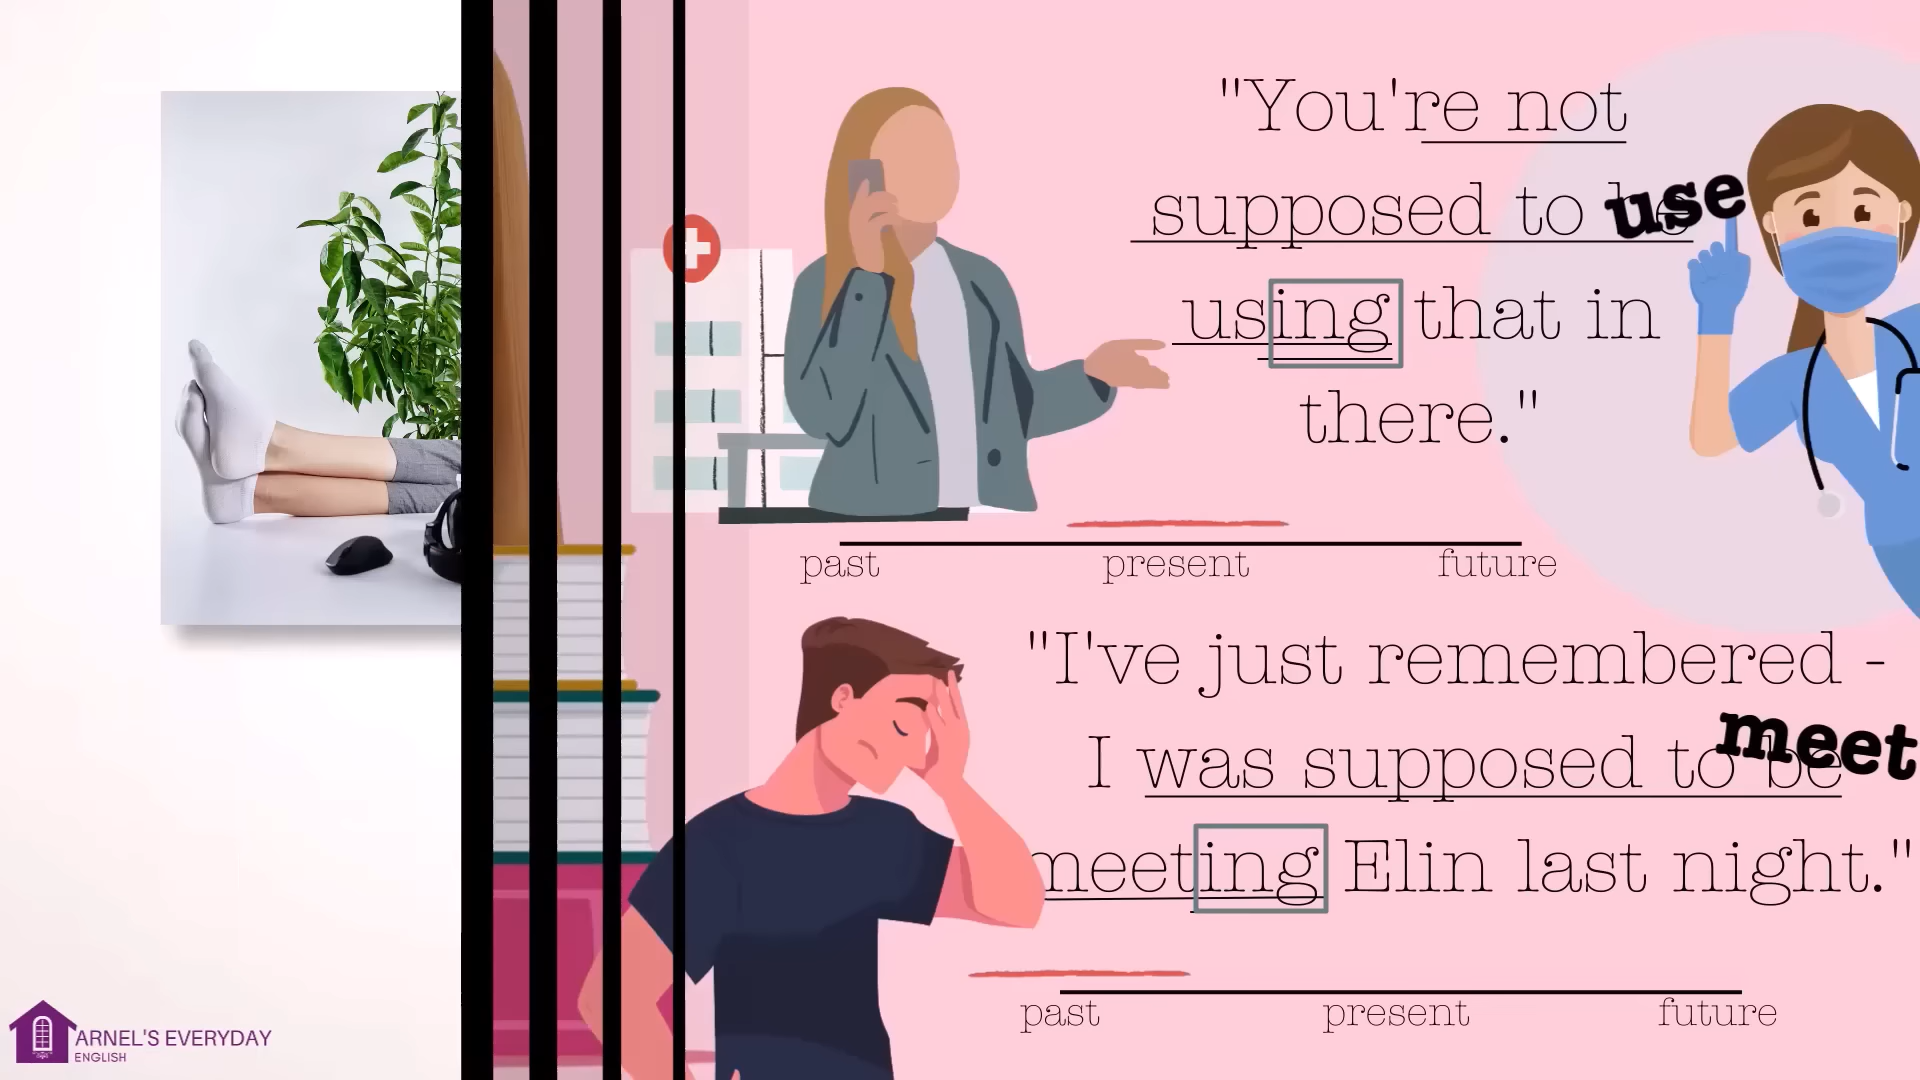 "You're not
supposed to be
use
using that in
there."
past present future
"I've just remembered -
I was supposed to be
meet
meeting Elin last night."
past present future
ARNEL'S EVERYDAY
ENGLISH